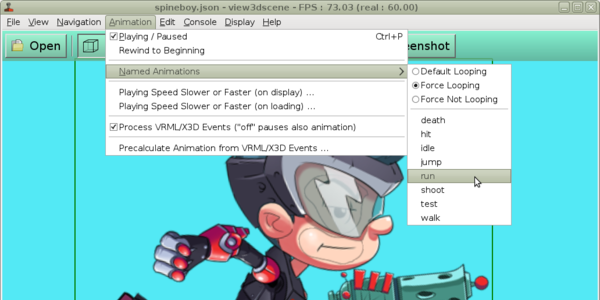 spineboy.json - view3dscene - FPS : 73.03 (real : 60.00)
File View Navigation Animation Edit Console Display Help
Open
eenshot
Playing / Paused Ctrl+P
Rewind to Beginning
Named Animations
Playing Speed Slower or Faster (on display) ...
Playing Speed Slower or Faster (on loading) ...
Process VRML/X3D Events ("off" pauses also animation)
Precalculate Animation from VRML/X3D Events ...
Default Looping
Force Looping
Force Not Looping
death
hit
idle
jump
run
shoot
test
walk